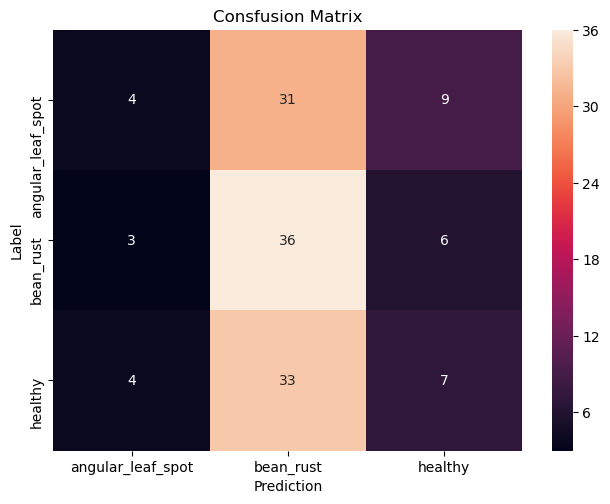 Consfusion Matrix
Label
angular_leaf_spot
4 31 9
bean_rust
3 36 6
healthy
4 33 7
angular_leaf_spot bean_rust healthy
Prediction
36
30
24
18
12
6